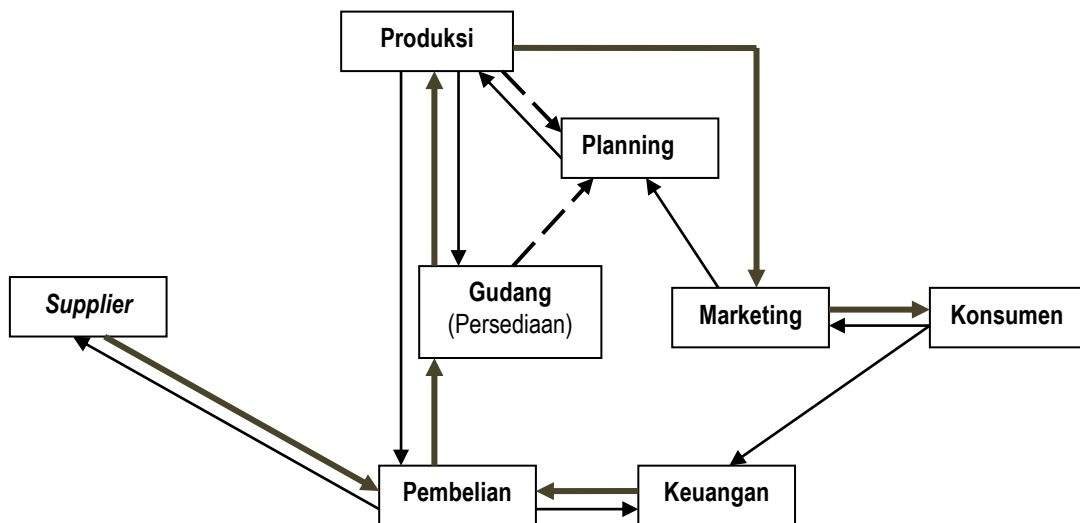 Produksi
Planning
Gudang
(Persediaan)
Supplier
Marketing
Konsumen
Pembelian
Keuangan